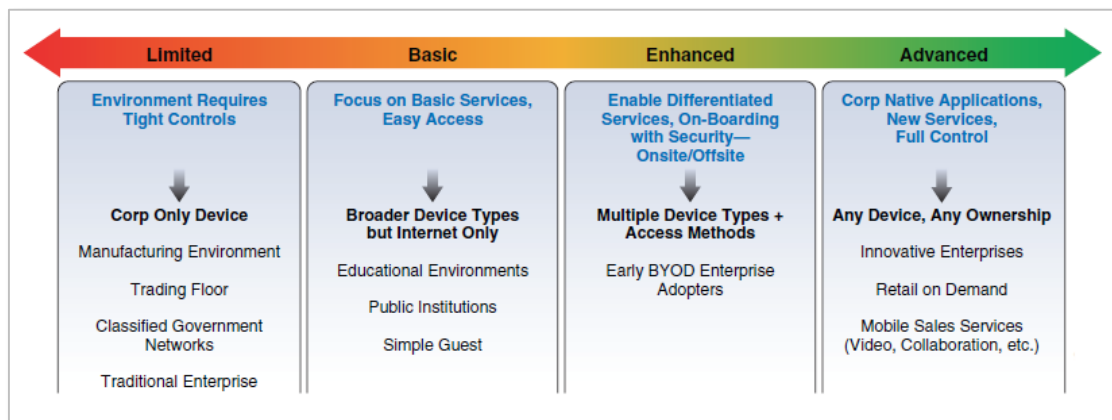 Limited
Basic
Enhanced
Advanced
Environment Requires
Tight Controls
Corp Only Device
Manufacturing Environment
Trading Floor
Classified Government
Networks
Traditional Enterprise
Focus on Basic Services,
Easy Access
Broader Device Types
but Internet Only
Educational Environments
Public Institutions
Simple Guest
Enable Differentiated
Services, On-Boarding
with Security—
Onsite/Offsite
Multiple Device Types +
Access Methods
Early BYOD Enterprise
Adopters
Corp Native Applications,
New Services,
Full Control
Any Device, Any Ownership
Innovative Enterprises
Retail on Demand
Mobile Sales Services
(Video, Collaboration, etc.)